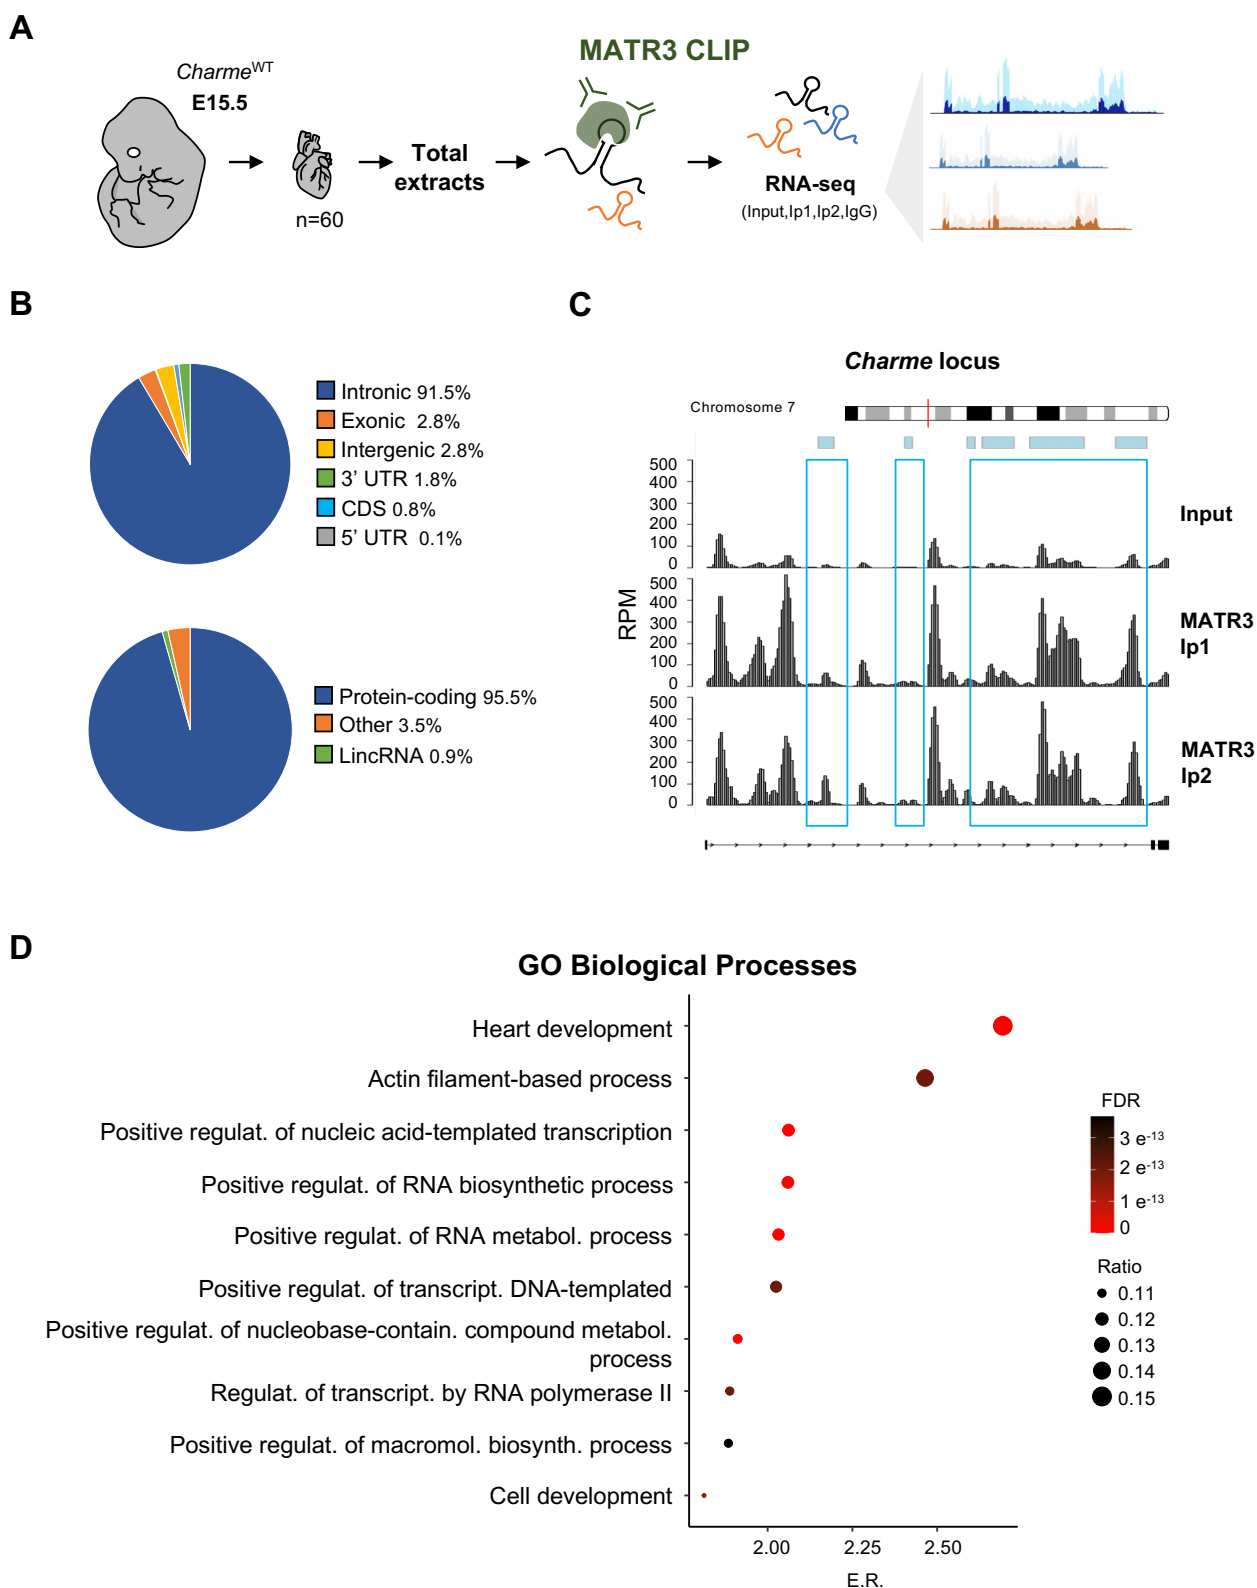 A
Charme^WT
E15.5
n=60
Total
extracts
MATR3 CLIP
RNA-seq
(Input,Ip1,Ip2,IgG)
B
Intronic 91.5%
Exonic 2.8%
Intergenic 2.8%
3’ UTR 1.8%
CDS 0.8%
5’ UTR 0.1%
Protein-coding 95.5%
Other 3.5%
LincRNA 0.9%
C
Charme locus
Chromosome 7
RPM
500
400
300
200
100
0
Input
500
400
300
200
100
0
MATR3
Ip1
500
400
300
200
100
0
MATR3
Ip2
D
GO Biological Processes
Heart development
Actin filament-based process
Positive regulat. of nucleic acid-templated transcription
Positive regulat. of RNA biosynthetic process
Positive regulat. of RNA metabol. process
Positive regulat. of transcript. DNA-templated
Positive regulat. of nucleobase-contain. compound metabol.
process
Regulat. of transcript. by RNA polymerase II
Positive regulat. of macromol. biosynth. process
Cell development
2.00 2.25 2.50
E.R.
FDR
3 e^-13
2 e^-13
1 e^-13
0
Ratio
0.11
0.12
0.13
0.14
0.15